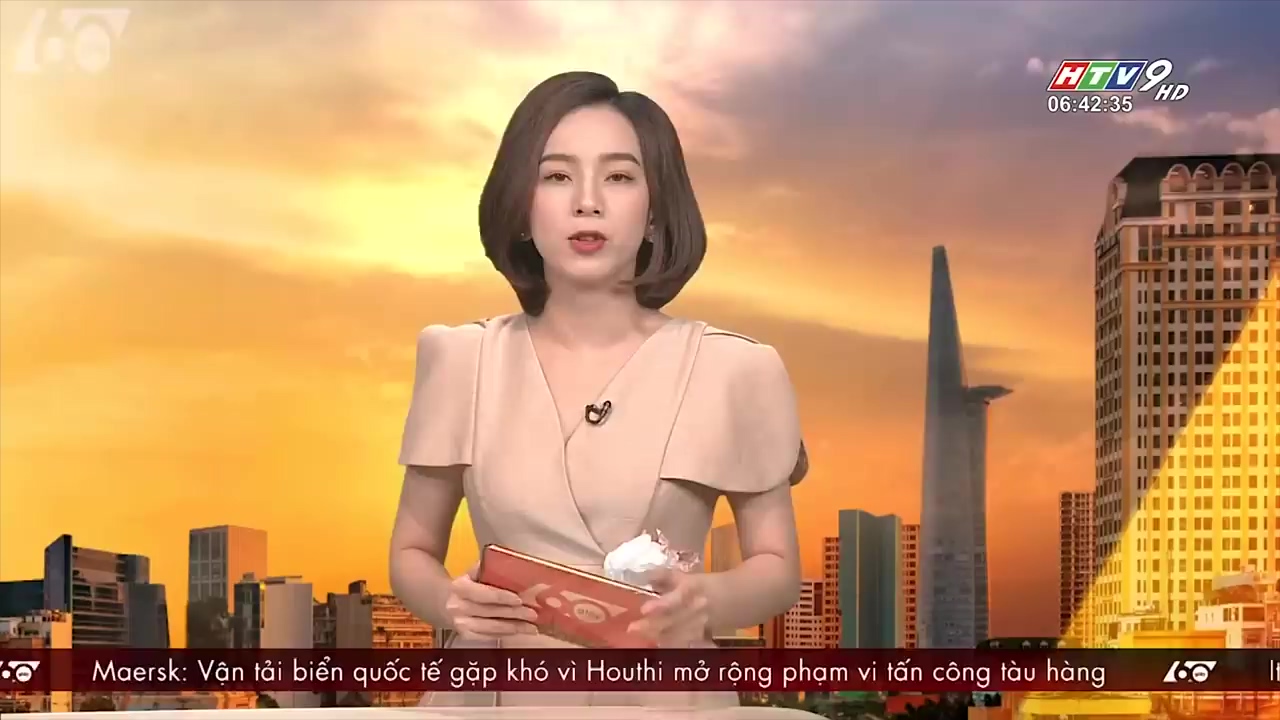 HTV9 HD
06:42:35
60
Maersk: Vận tải biển quốc tế gặp khó vì Houthi mở rộng phạm vi tấn công tàu hàng